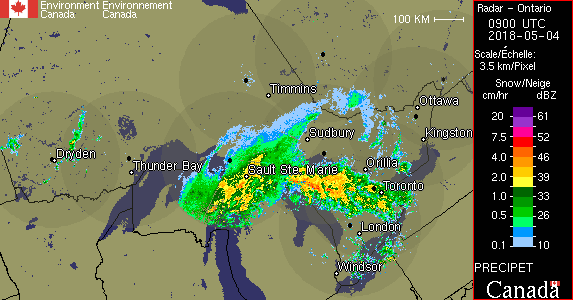 Environment Environnement
Canada Canada
100 KM
Timmins
Ottawa
Sudbury
Kingston
Dryden
Thunder Bay
Sault Ste. Marie
Orillia
Toronto
London
Windsor
Radar - Ontario
0900 UTC
2018-05-04
Scale/Échelle:
3.5 km/Pixel
Snow/Neige
cm/hr dBZ
20 61
7.5 52
4.0 46
2.0 39
1.0 33
0.5 26
0.1 10
PRECIPET
Canada